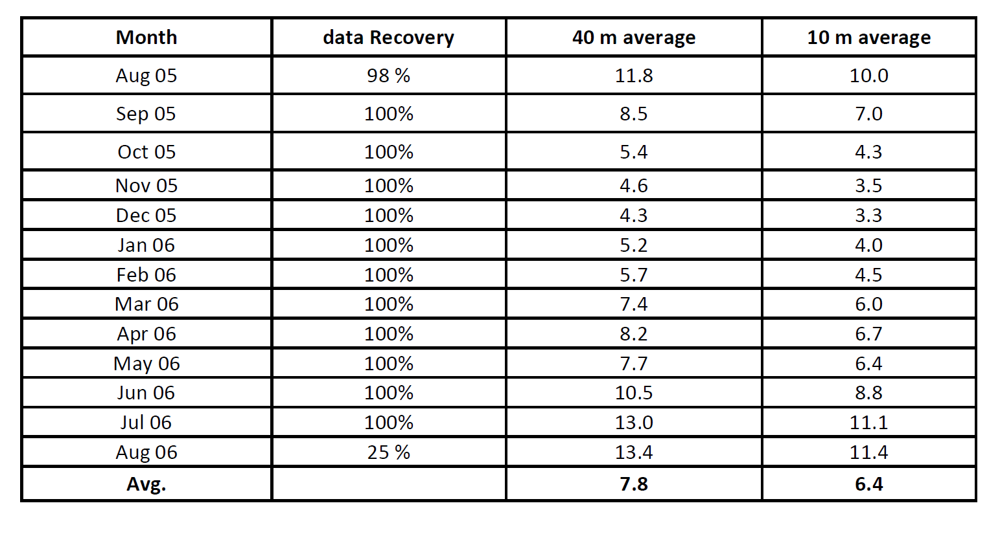 Month data Recovery 40 m average 10 m average
Aug 05 98 % 11.8 10.0
Sep 05 100% 8.5 7.0
Oct 05 100% 5.4 4.3
Nov 05 100% 4.6 3.5
Dec 05 100% 4.3 3.3
Jan 06 100% 5.2 4.0
Feb 06 100% 5.7 4.5
Mar 06 100% 7.4 6.0
Apr 06 100% 8.2 6.7
May 06 100% 7.7 6.4
Jun 06 100% 10.5 8.8
Jul 06 100% 13.0 11.1
Aug 06 25 % 13.4 11.4
Avg. 7.8 6.4